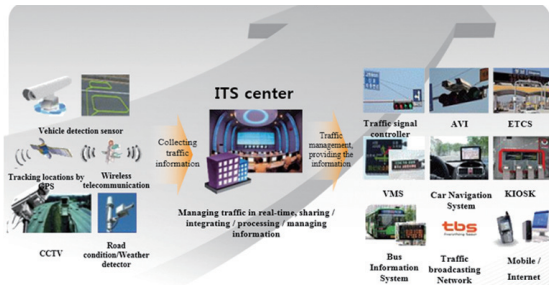 ITS center
Vehicle detection sensor
Tracking locations by
GPS
Wireless
telecommunication
CCTV
Road
condition/Weather
detector
Collecting
traffic
information
Managing traffic in real-time, sharing /
integrating / processing / managing
information
Traffic
management,
providing the
information
Traffic signal
controller
AVI
ETCS
VMS
Car Navigation
System
KIOSK
Bus
Information
System
tbs
Traffic
broadcasting
Network
Mobile /
Internet